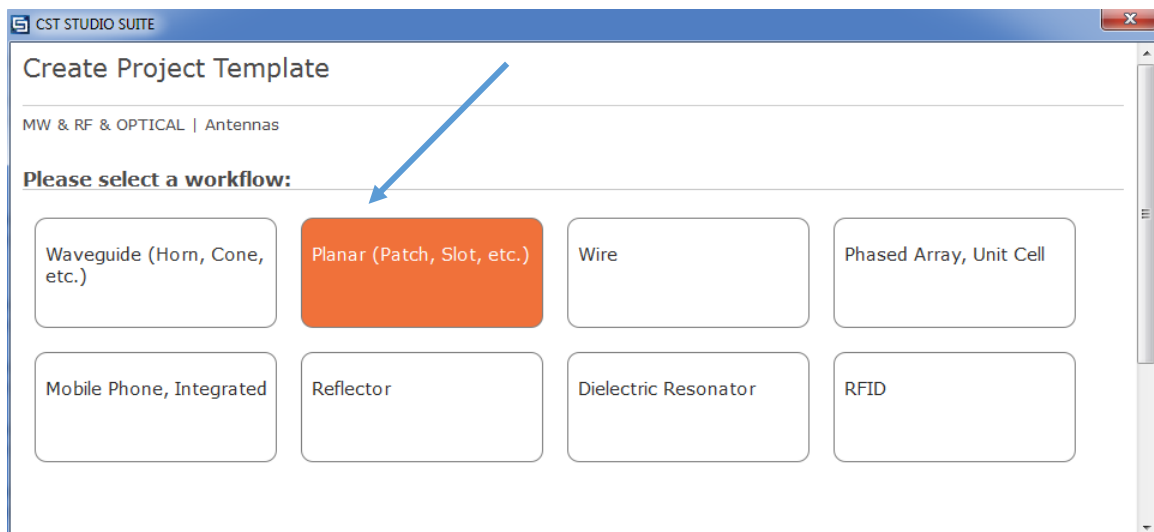 CST STUDIO SUITE
Create Project Template
MW & RF & OPTICAL | Antennas
Please select a workflow:
Waveguide (Horn, Cone,
etc.)
Planar (Patch, Slot, etc.)
Wire
Phased Array, Unit Cell
Mobile Phone, Integrated
Reflector
Dielectric Resonator
RFID